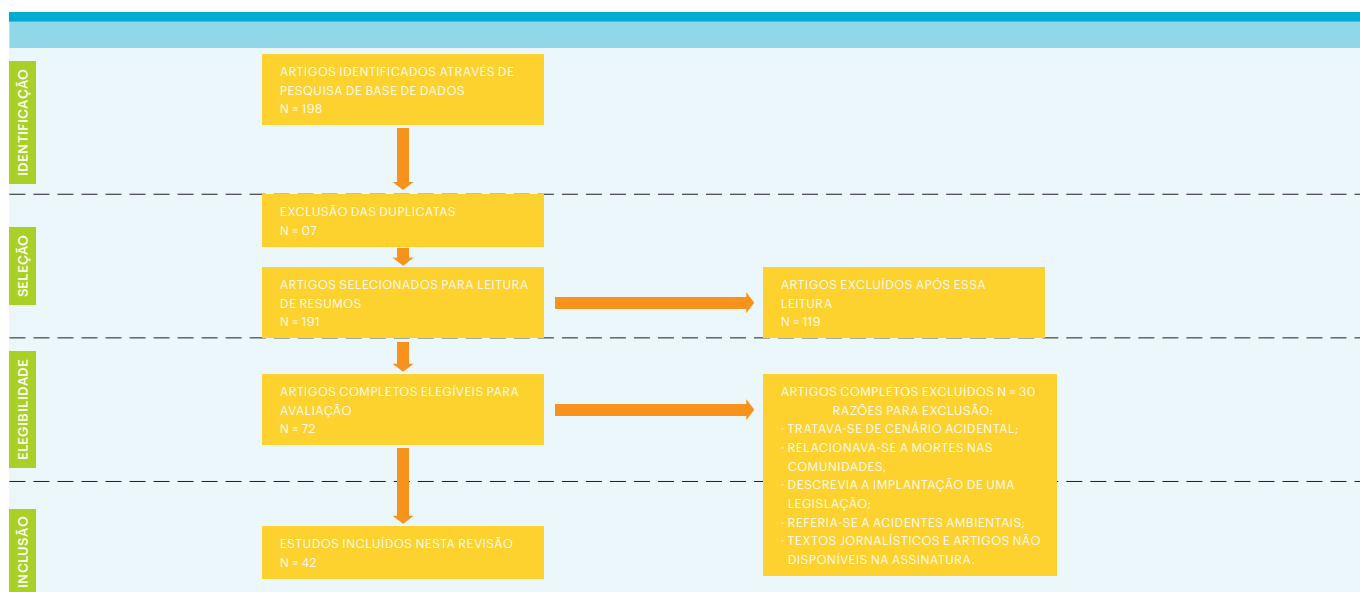 IDENTIFICAÇÃO
ARTIGOS IDENTIFICADOS ATRAVÉS DE
PESQUISA DE BASE DE DADOS
N = 198
SELEÇÃO
EXCLUSÃO DAS DUPLICATAS
N = 07
ARTIGOS SELECIONADOS PARA LEITURA
DE RESUMOS
N = 191
ARTIGOS EXCLUÍDOS APÓS ESSA
LEITURA
N = 119
ELEGIBILIDADE
ARTIGOS COMPLETOS ELEGÍVEIS PARA
AVALIAÇÃO
N = 72
ARTIGOS COMPLETOS EXCLUÍDOS N = 30
RAZÕES PARA EXCLUSÃO:
· TRATAVA-SE DE CENÁRIO ACIDENTAL;
· RELACIONAVA-SE A MORTES NAS
COMUNIDADES,
· DESCREVIA A IMPLANTAÇÃO DE UMA
LEGISLAÇÃO;
· REFERIA-SE A ACIDENTES AMBIENTAIS;
· TEXTOS JORNALÍSTICOS E ARTIGOS NÃO
DISPONÍVEIS NA ASSINATURA.
INCLUSÃO
ESTUDOS INCLUÍDOS NESTA REVISÃO
N = 42